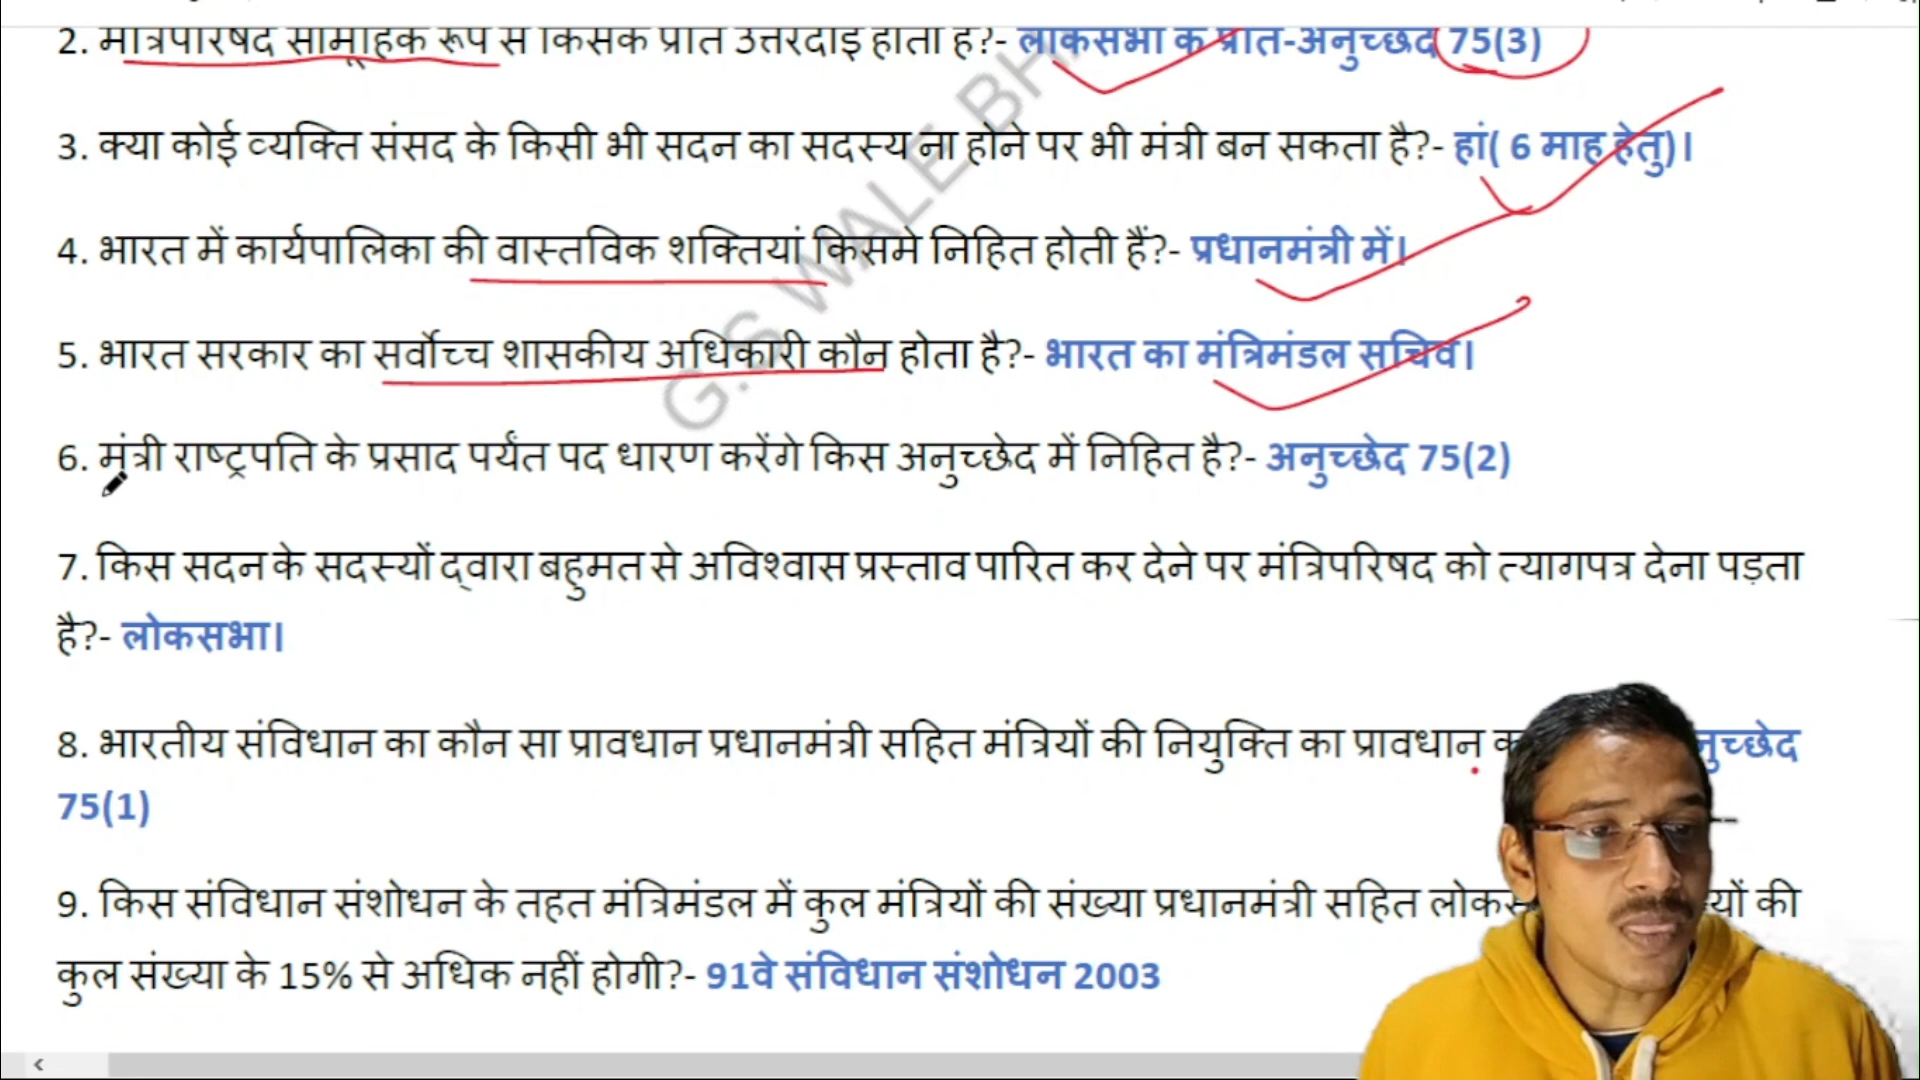 2. मंत्रिपरिषद सामूहिक रूप से किसके प्रति उत्तरदाई होती है?- लोकसभा के प्रति-अनुच्छेद 75(3)
3. क्या कोई व्यक्ति संसद के किसी भी सदन का सदस्य ना होने पर भी मंत्री बन सकता है?- हां( 6 माह हेतु)।
4. भारत में कार्यपालिका की वास्तविक शक्तियां किसमे निहित होती हैं?- प्रधानमंत्री में।
5. भारत सरकार का सर्वोच्च शासकीय अधिकारी कौन होता है?- भारत का मंत्रिमंडल सचिव।
6. मंत्री राष्ट्रपति के प्रसाद पर्यंत पद धारण करेंगे किस अनुच्छेद में निहित है?- अनुच्छेद 75(2)
7. किस सदन के सदस्यों द्वारा बहुमत से अविश्वास प्रस्ताव पारित कर देने पर मंत्रिपरिषद को त्यागपत्र देना पड़ता
है?- लोकसभा।
8. भारतीय संविधान का कौन सा प्रावधान प्रधानमंत्री सहित मंत्रियों की नियुक्ति का प्रावधान
75(1)
9. किस संविधान संशोधन के तहत मंत्रिमंडल में कुल मंत्रियों की संख्या प्रधानमंत्री सहित की
कुल संख्या के 15% से अधिक नहीं होगी?- 91वे संविधान संशोधन 2003
G.S WALE